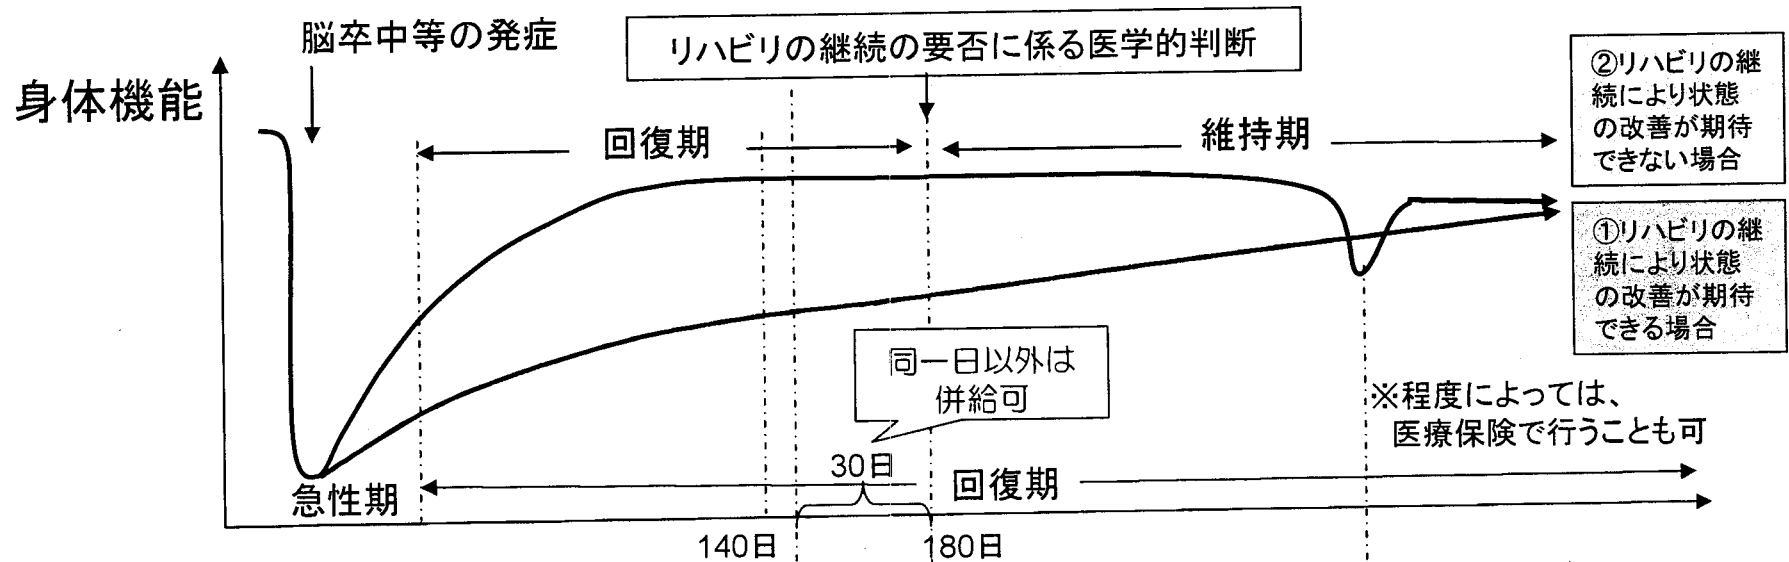 脳卒中等の発症
リハビリの継続の要否に係る医学的判断
身体機能
回復期
維持期
②リハビリの継
続により状態
の改善が期待
できない場合
①リハビリの継
続により状態
の改善が期待
できる場合
同一日以外は
併給可
※程度によっては、
医療保険で行うことも可
30日
急性期
回復期
140日
180日